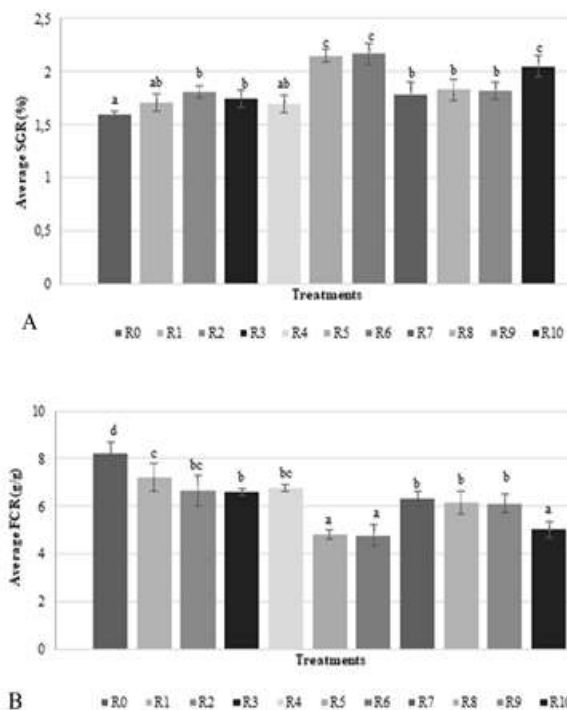 Average SGR (%)
2,5
2
1,5
1
0,5
0
a
ab
b
b
ab
c
c
b
b
b
c
Treatments
A
R0 R1 R2 R3 R4 R5 R6 R7 R8 R9 R10
Average FCR (g/g)
10
8
6
4
2
0
d
c
bc
b
bc
a
a
b
b
b
a
Treatments
B
R0 R1 R2 R3 R4 R5 R6 R7 R8 R9 R10